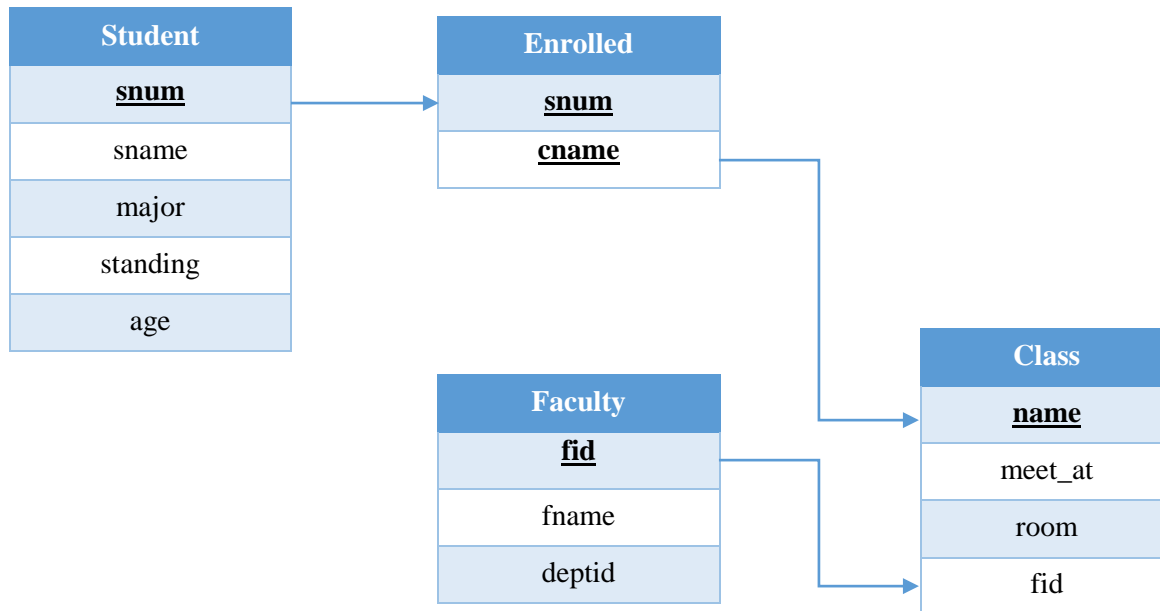 Student
snum
sname
major
standing
age
Enrolled
snum
cname
Faculty
fid
fname
deptid
Class
name
meet_at
room
fid